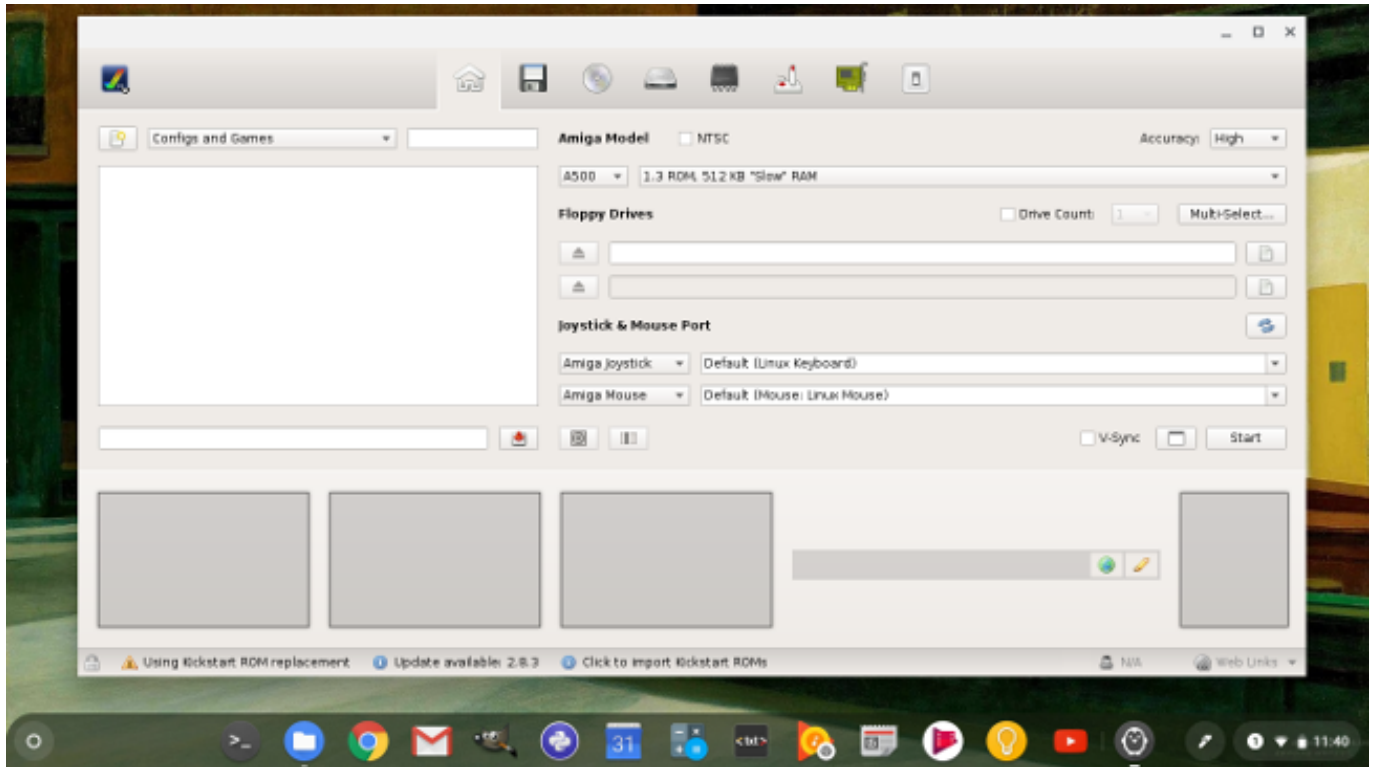 Configs and Games
Amiga Model NTSC Accuracy: High
A500 1.3 ROM, 512 KB "Slow" RAM
Floppy Drives Drive Count: 1 Multi-Select...
Joystick & Mouse Port
Amiga Joystick Default (Linux Keyboard)
Amiga Mouse Default (Mouse: Linux Mouse)
V-Sync Start
Using Kickstart ROM replacement Update available: 2.8.3 Click to import Kickstart ROMs N/A Web Links
31 1 11:40